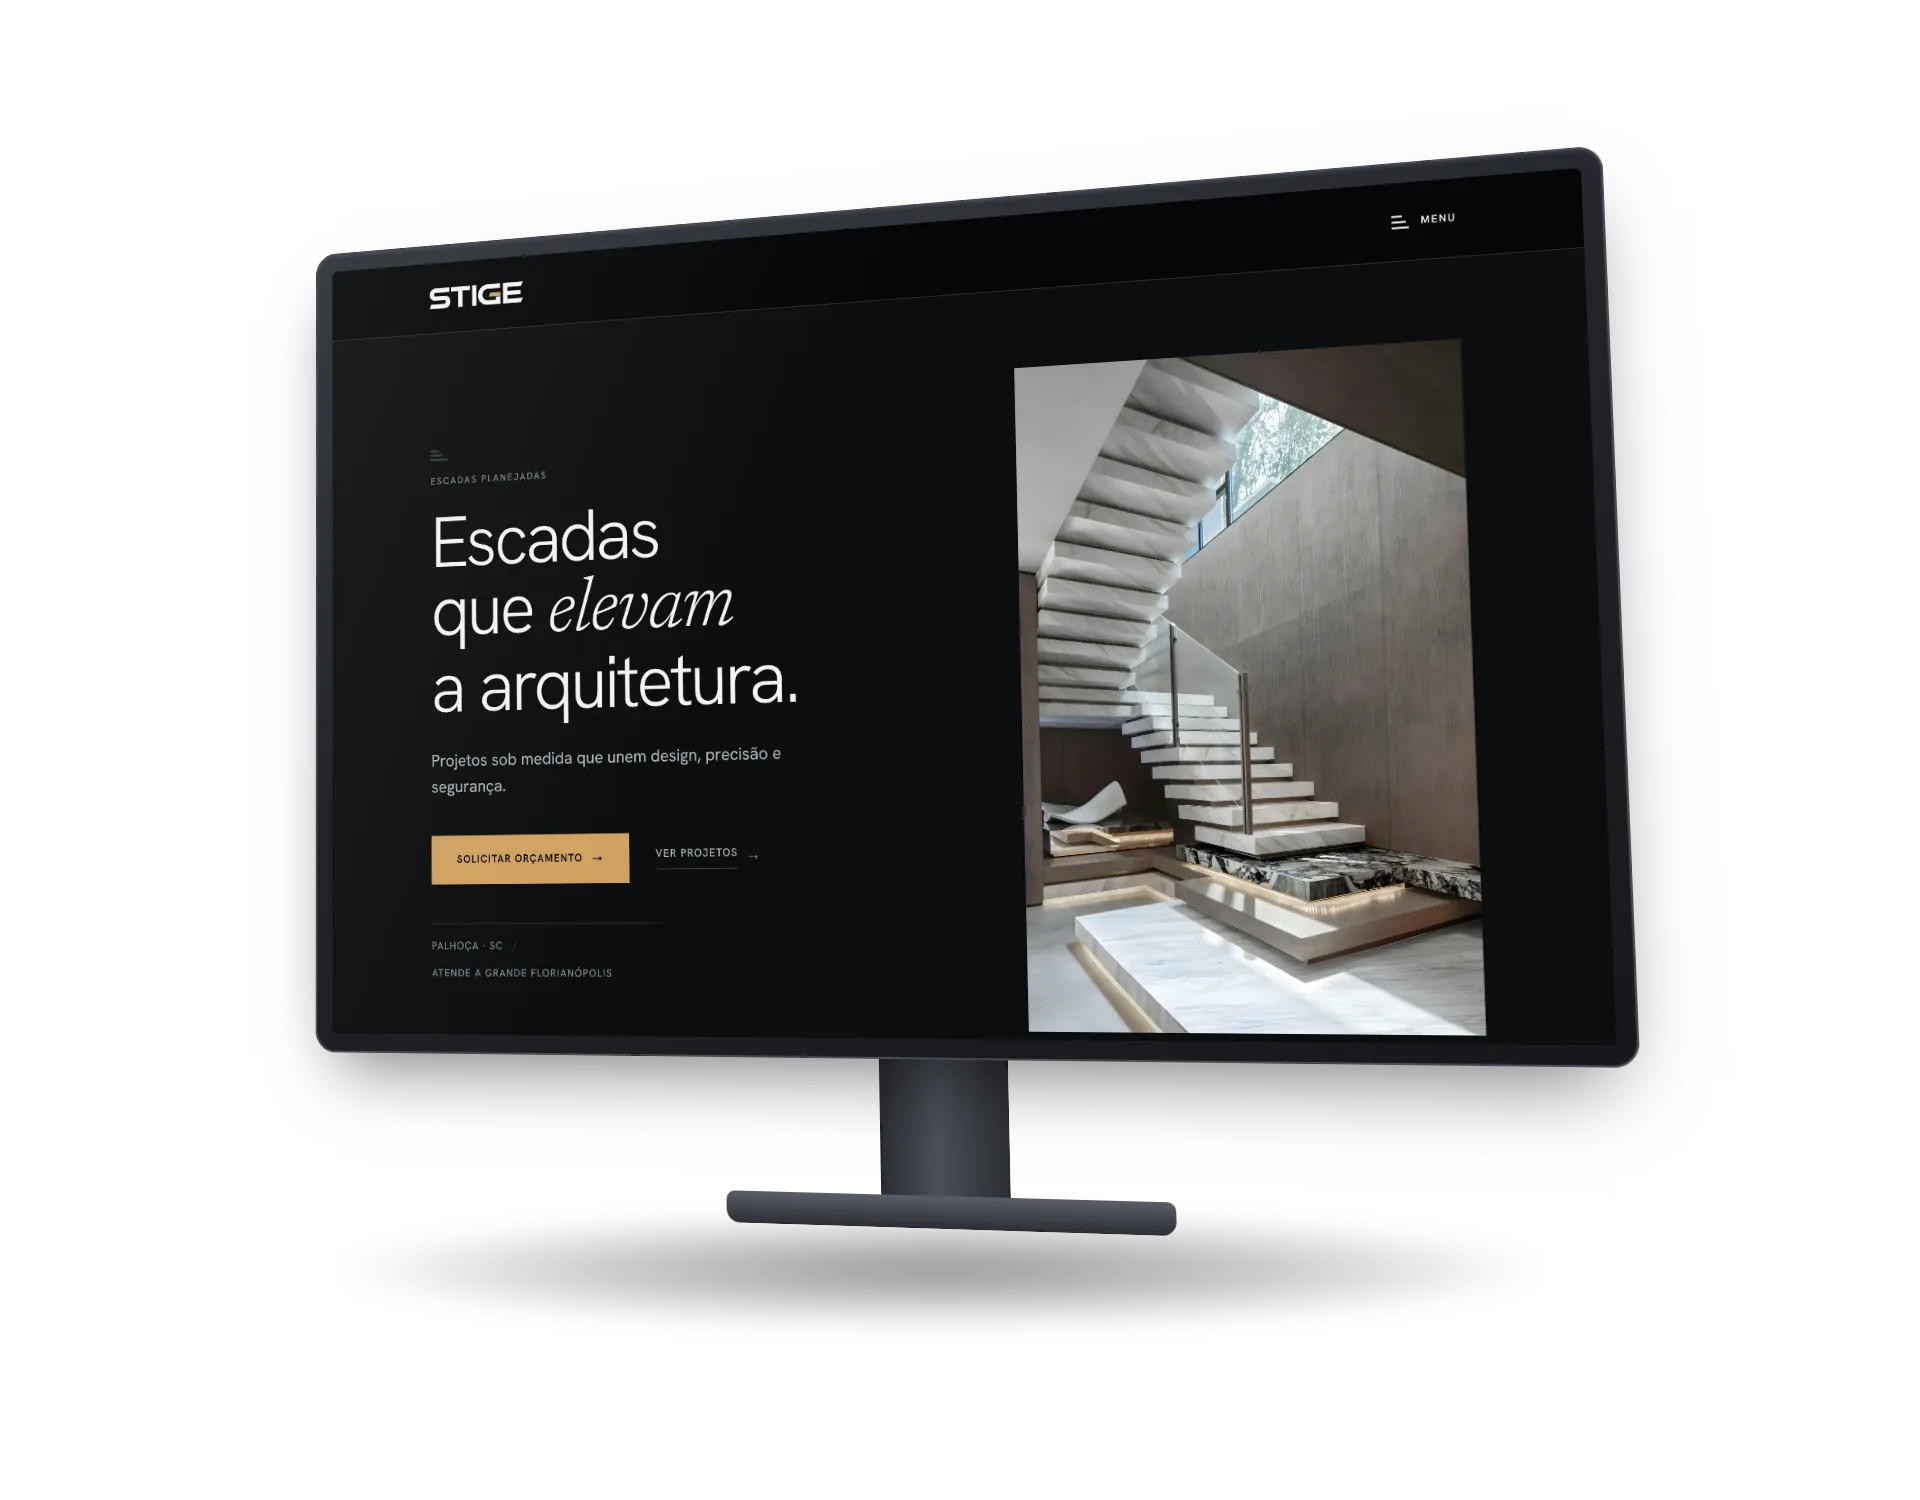 STIGE
MENU
ESCADAS PLANEJADAS
Escadas
que elevam
a arquitetura.
Projetos sob medida que unem design, precisão e
segurança.
SOLICITAR ORÇAMENTO →
VER PROJETOS →
PALHOÇA - SC /
ATENDE A GRANDE FLORIANÓPOLIS